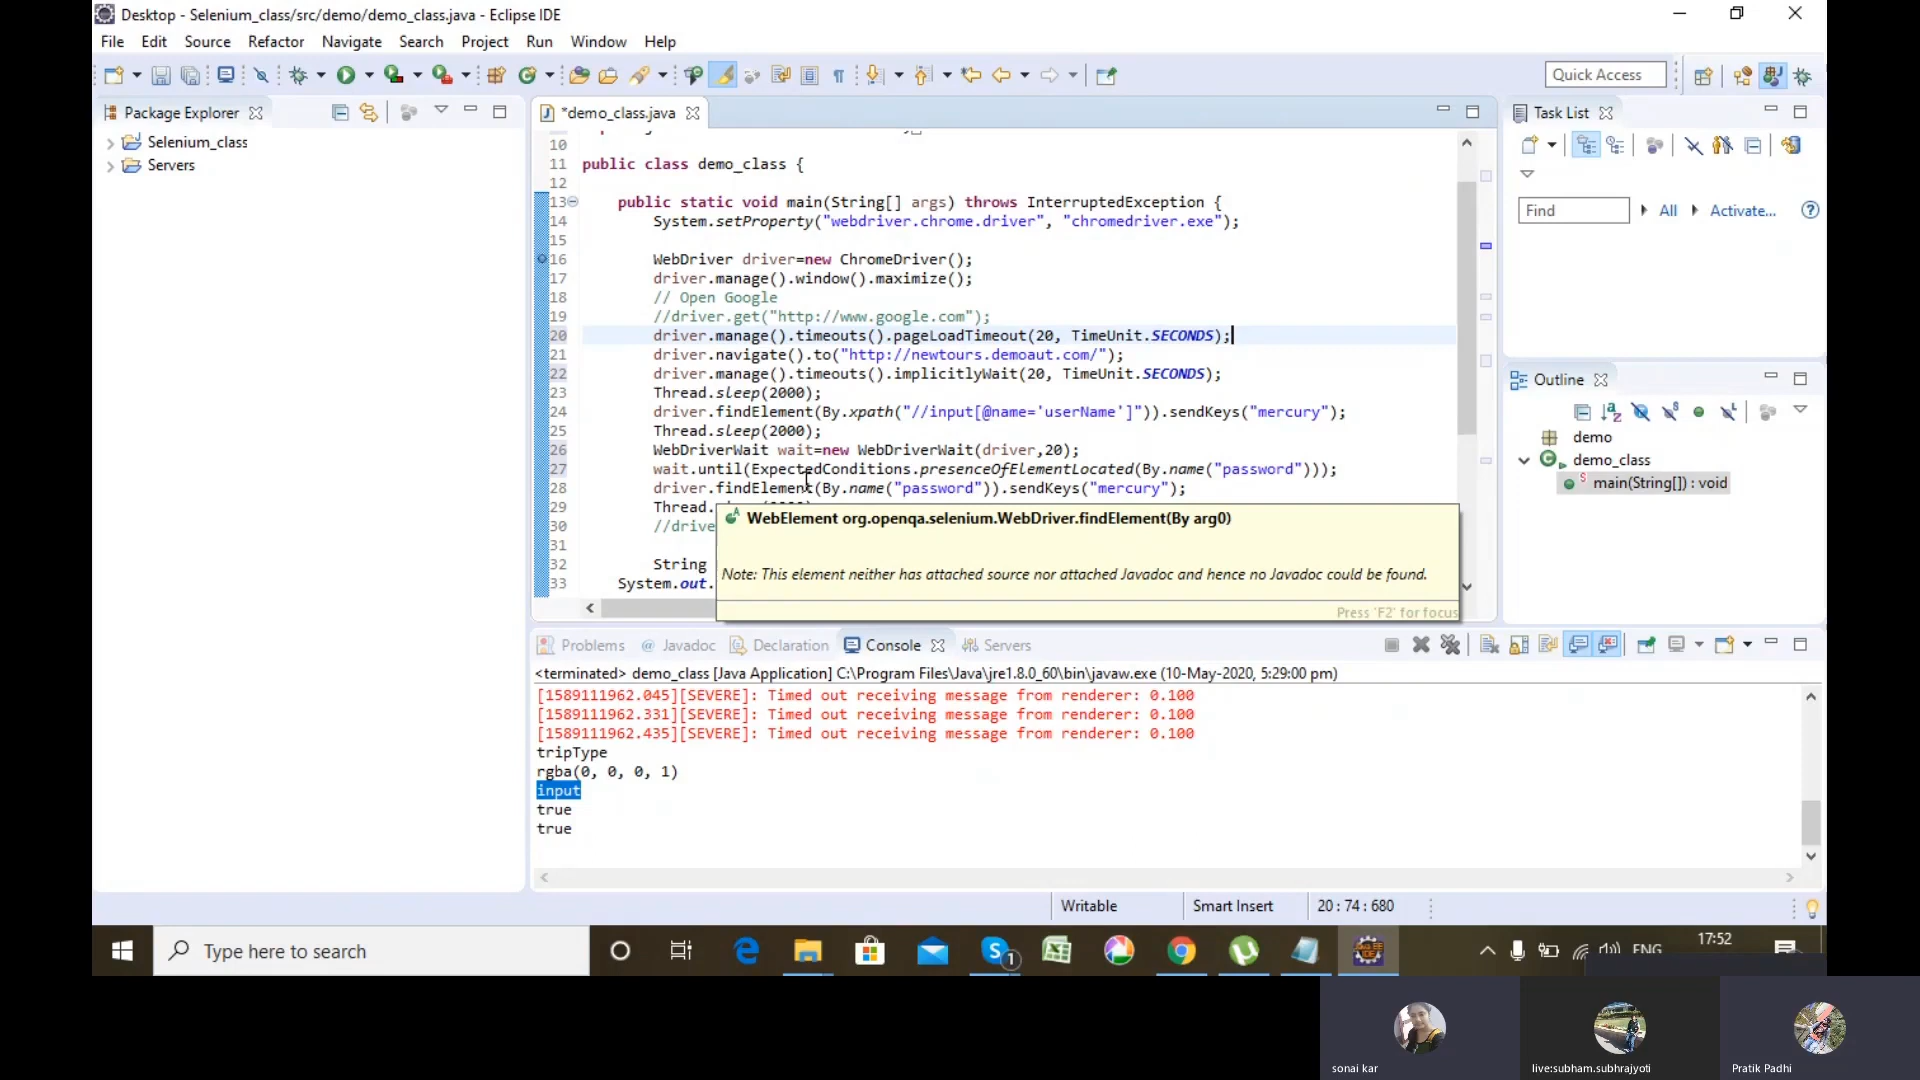 Desktop - Selenium_class/src/demo/demo_class.java - Eclipse IDE
File Edit Source Refactor Navigate Search Project Run Window Help
Quick Access
Package Explorer
Selenium_class
Servers
*demo_class.java
10
11 public class demo_class {
12
13 public static void main(String[] args) throws InterruptedException {
14 System.setProperty("webdriver.chrome.driver", "chromedriver.exe");
15
16 WebDriver driver=new ChromeDriver();
17 driver.manage().window().maximize();
18 // Open Google
19 //driver.get("http://www.google.com");
20 driver.manage().timeouts().pageLoadTimeout(20, TimeUnit.SECONDS);
21 driver.navigate().to("http://newtours.demoaut.com/");
22 driver.manage().timeouts().implicitlyWait(20, TimeUnit.SECONDS);
23 Thread.sleep(2000);
24 driver.findElement(By.xpath("//input[@name='userName']")).sendKeys("mercury");
25 Thread.sleep(2000);
26 WebDriverWait wait=new WebDriverWait(driver,20);
27 wait.until(ExpectedConditions.presenceOfElementLocated(By.name("password")));
28 driver.findElement(By.name("password")).sendKeys("mercury");
29 Thread.
30 //drive
31
32 String
33 System.out.
WebElement org.openqa.selenium.WebDriver.findElement(By arg0)
Note: This element neither has attached source nor attached Javadoc and hence no Javadoc could be found.
Press 'F2' for focus
Task List
Find All Activate...
Outline
demo
demo_class
main(String[]) : void
Problems @ Javadoc Declaration Console Servers
<terminated> demo_class [Java Application] C:\Program Files\Java\jre1.8.0_60\bin\javaw.exe (10-May-2020, 5:29:00 pm)
[1589111962.045][SEVERE]: Timed out receiving message from renderer: 0.100
[1589111962.331][SEVERE]: Timed out receiving message from renderer: 0.100
[1589111962.435][SEVERE]: Timed out receiving message from renderer: 0.100
tripType
rgba(0, 0, 0, 1)
input
true
true
Writable Smart Insert 20 : 74 : 680
Type here to search
1
ENG
17:52
sonai kar
live:subham.subhrajyoti
Pratik Padhi